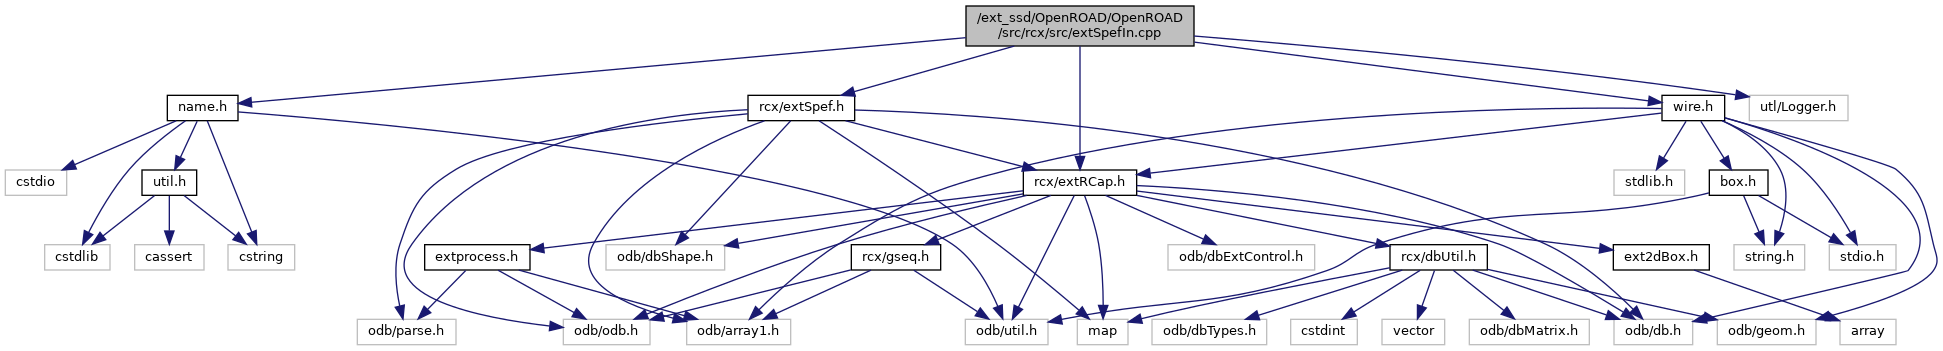 /ext_ssd/OpenROAD/OpenROAD
/src/rcx/src/extSpefIn.cpp
name.h
rcx/extSpef.h
wire.h
utl/Logger.h
cstdio
util.h
rcx/extRCap.h
stdlib.h
box.h
cstdlib
cassert
cstring
extprocess.h
odb/dbShape.h
rcx/gseq.h
odb/dbExtControl.h
rcx/dbUtil.h
ext2dBox.h
string.h
stdio.h
odb/parse.h
odb/odb.h
odb/array1.h
odb/util.h
map
odb/dbTypes.h
cstdint
vector
odb/dbMatrix.h
odb/db.h
odb/geom.h
array